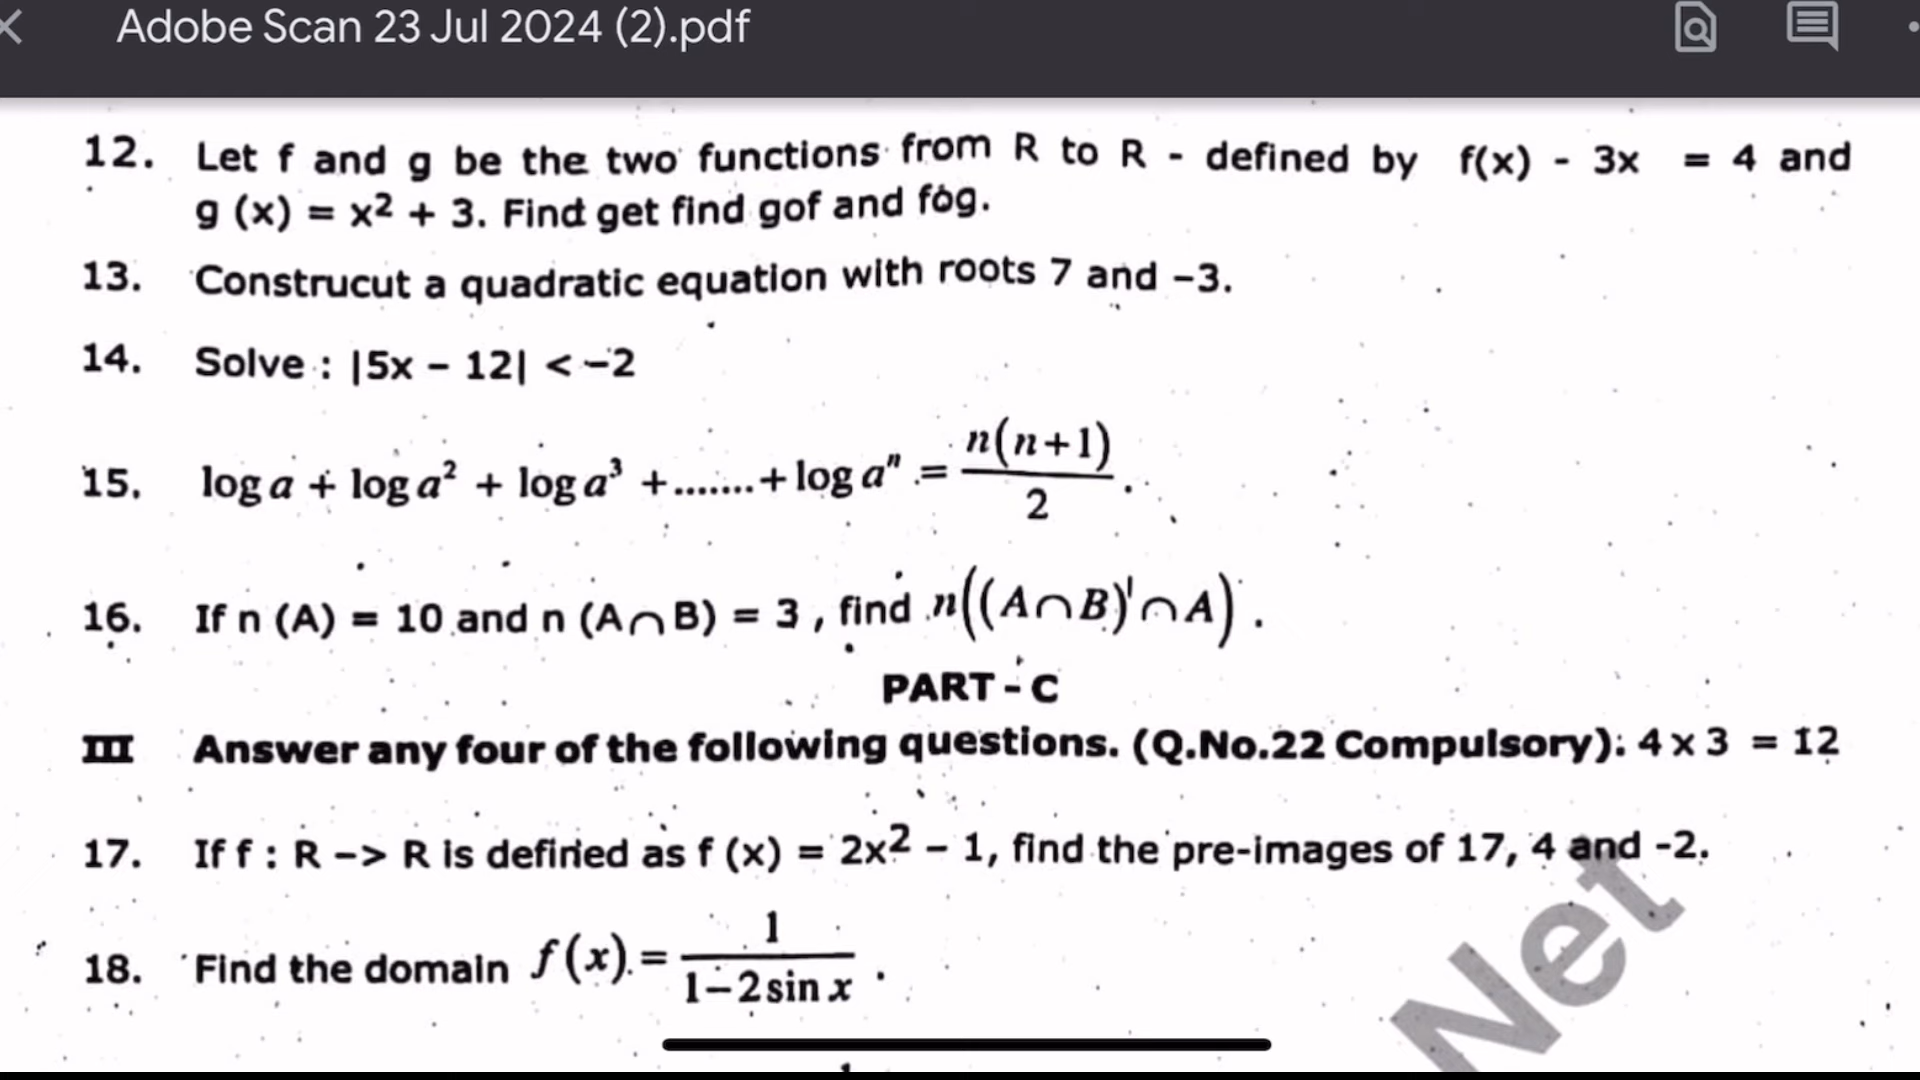 Adobe Scan 23 Jul 2024 (2).pdf
12. Let f and g be the two functions from R to R - defined by f(x) - 3x = 4 and
g (x) = x² + 3. Find get find gof and fog.
13. Construcut a quadratic equation with roots 7 and -3.
14. Solve : |5x - 12| < -2
15. log a + log a² + log a³ + ....... + log aⁿ = n(n+1)/2 .
16. If n (A) = 10 and n (A∩B) = 3 , find n((A∩B)'∩A) .
PART - C
III Answer any four of the following questions. (Q.No.22 Compulsory): 4 x 3 = 12
17. If f : R -> R is defined as f (x) = 2x² - 1, find the pre-images of 17, 4 and -2.
18. Find the domain f(x) = 1/(1-2 sin x) .
Net